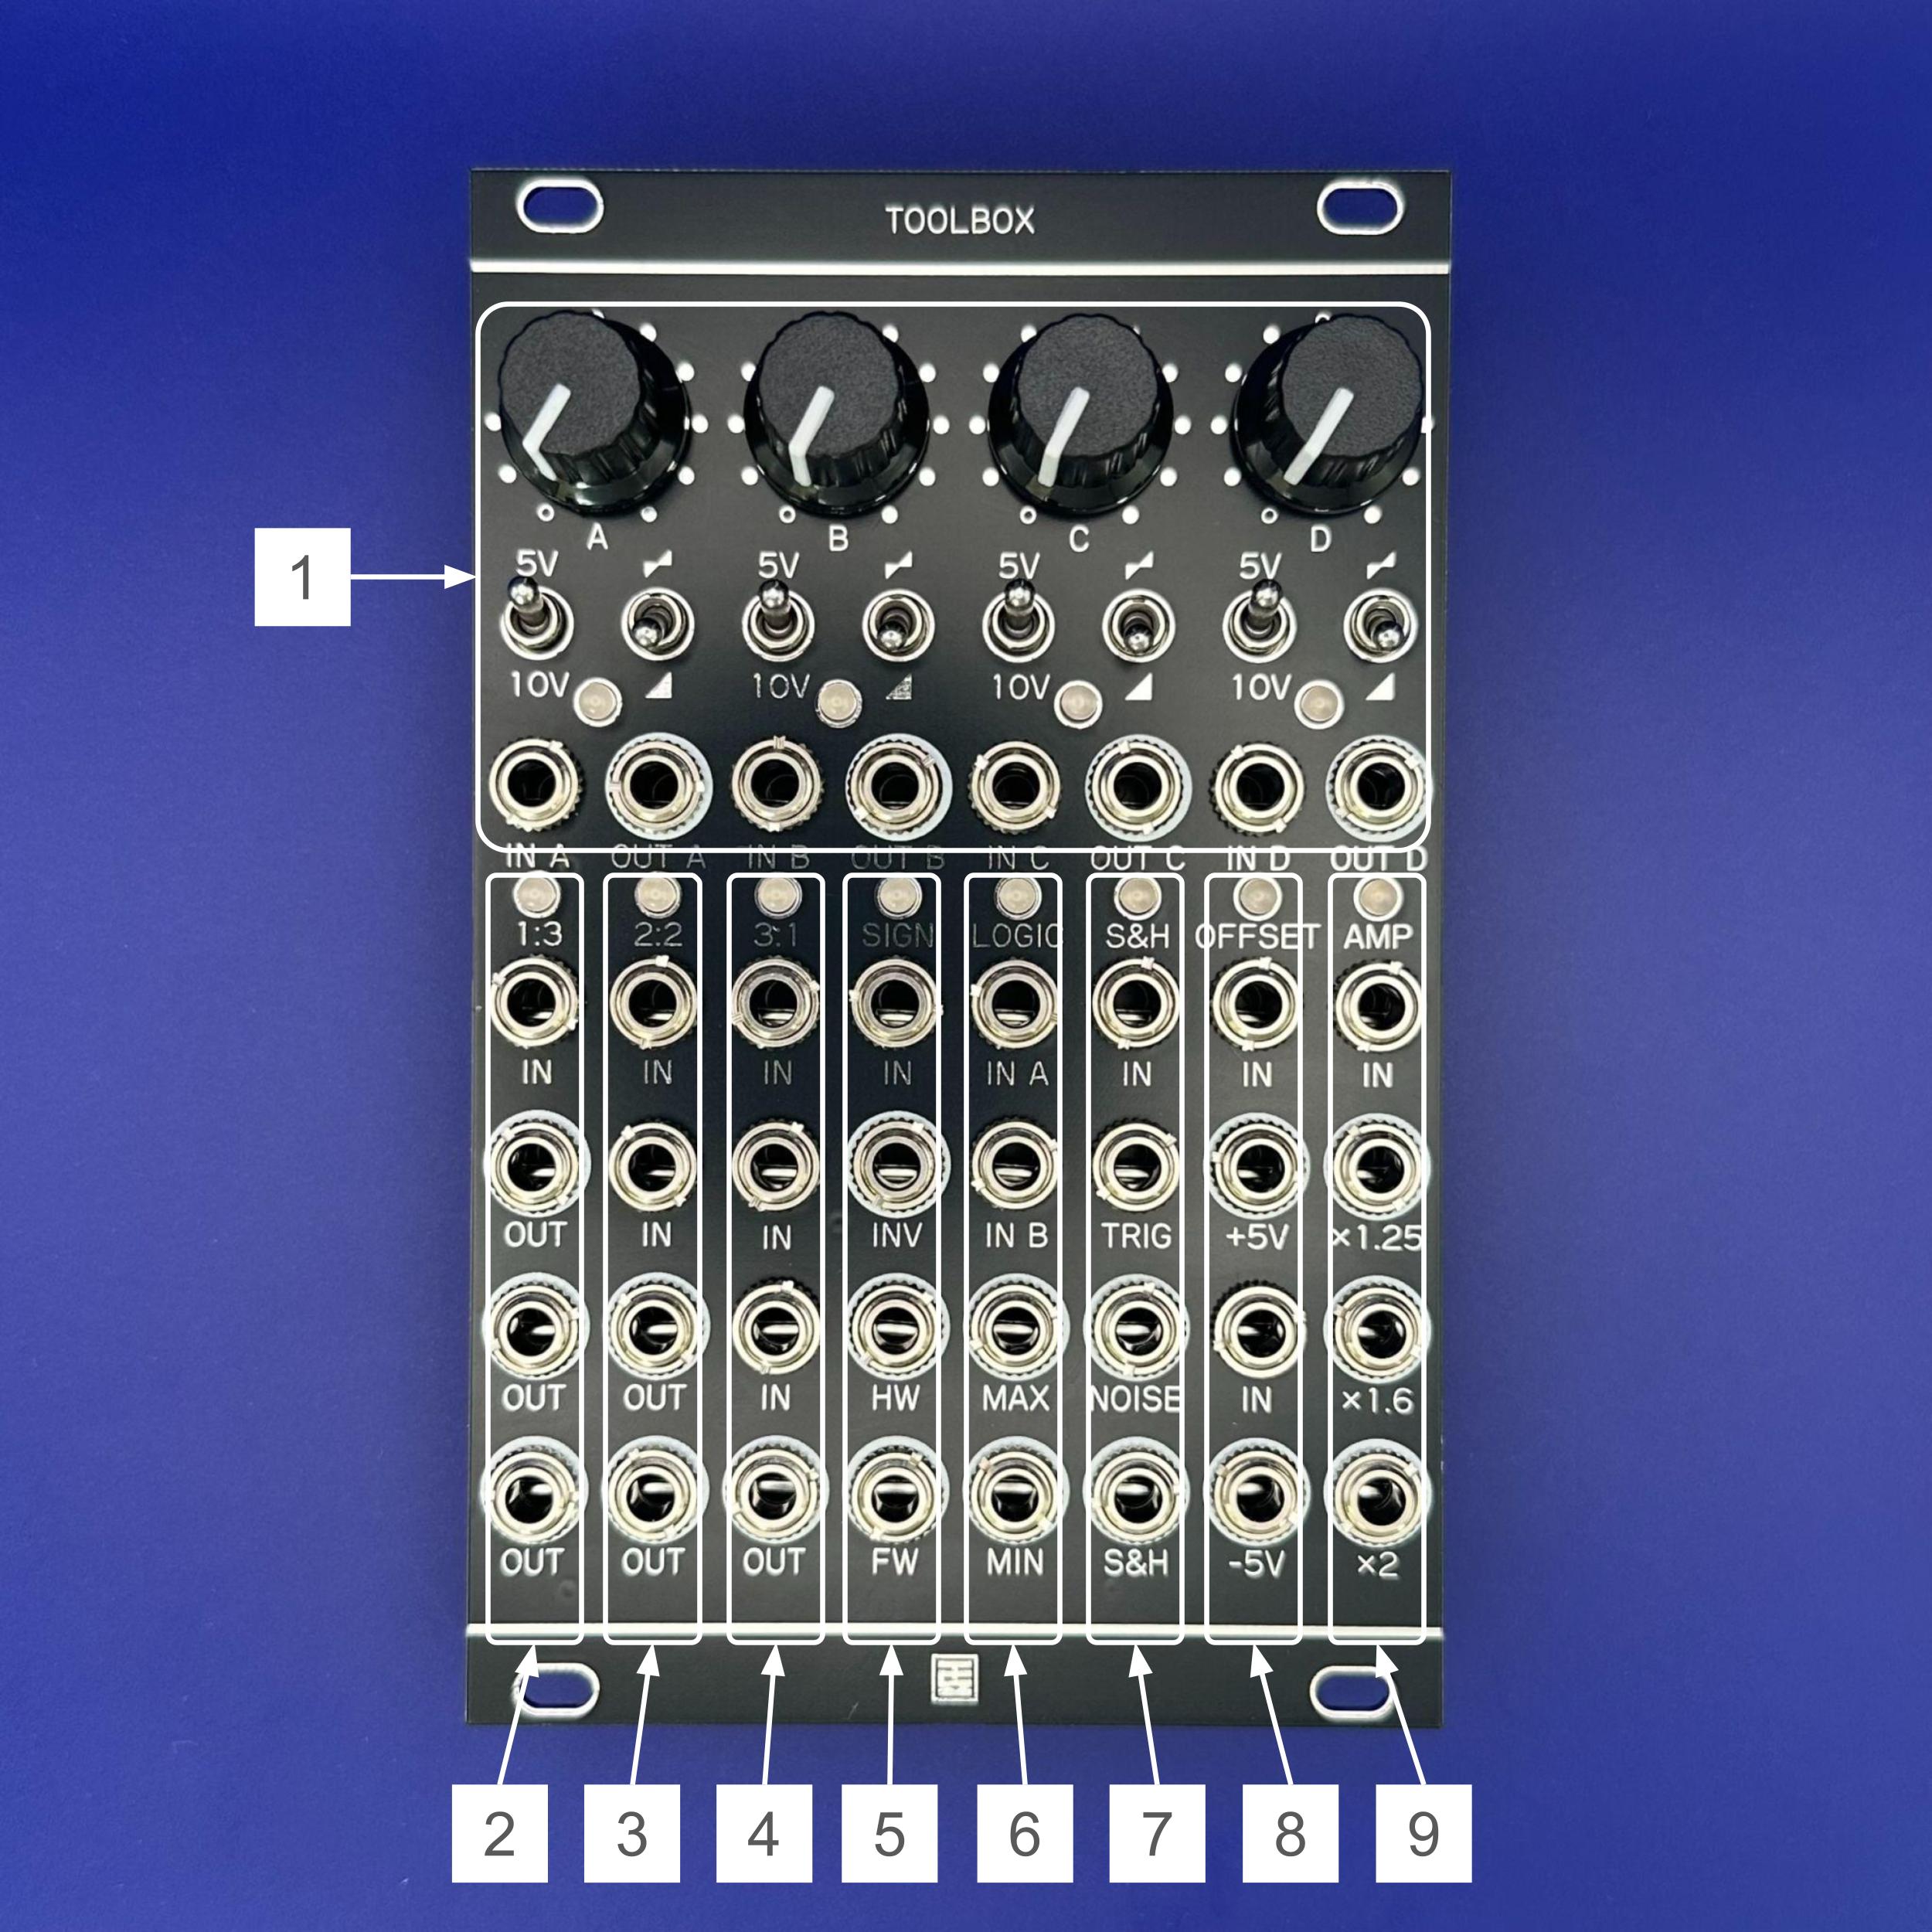 TOOLBOX
A B C D
5V 5V 5V 5V
1
10V 10V 10V 10V
IN A OUT A IN B OUT B IN C OUT C IN D OUT D
1:3 2:2 3:1 SIGN LOGIC S&H OFFSET AMP
IN IN IN IN IN A IN IN IN
OUT IN IN INV IN B TRIG +5V ×1.25
OUT OUT IN HW MAX NOISE IN ×1.6
OUT OUT OUT FW MIN S&H -5V ×2
2 3 4 5 6 7 8 9